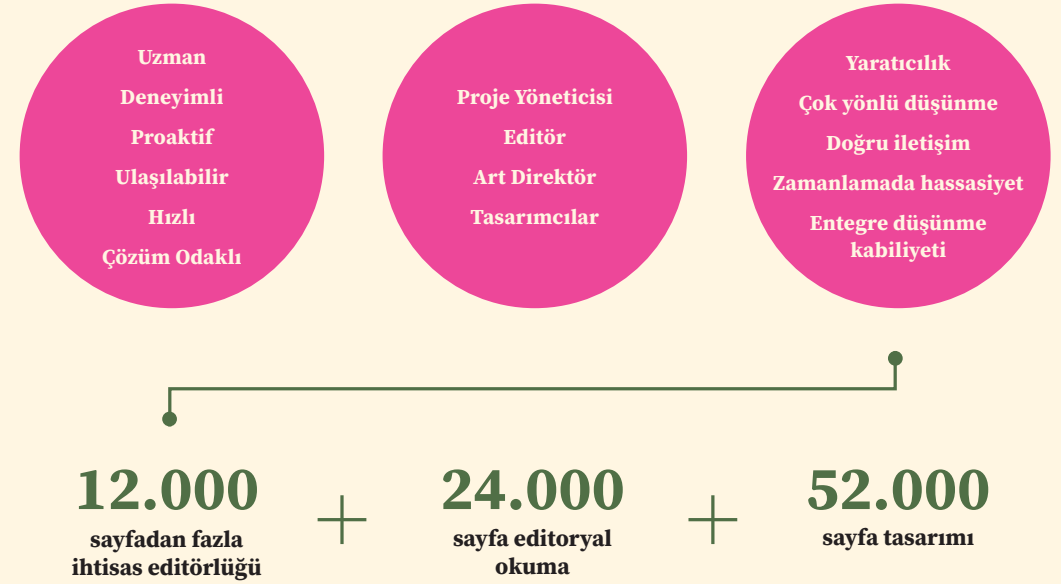 Uzman
Deneyimli
Proaktif
Ulaşılabilir
Hızlı
Çözüm Odaklı
Proje Yöneticisi
Editör
Art Direktör
Tasarımcılar
Yaratıcılık
Çok yönlü düşünme
Doğru iletişim
Zamanlamada hassasiyet
Entegre düşünme
kabiliyeti
12.000
sayfadan fazla
ihtisas editörlüğü
+
24.000
sayfa editoryal
okuma
+
52.000
sayfa tasarımı